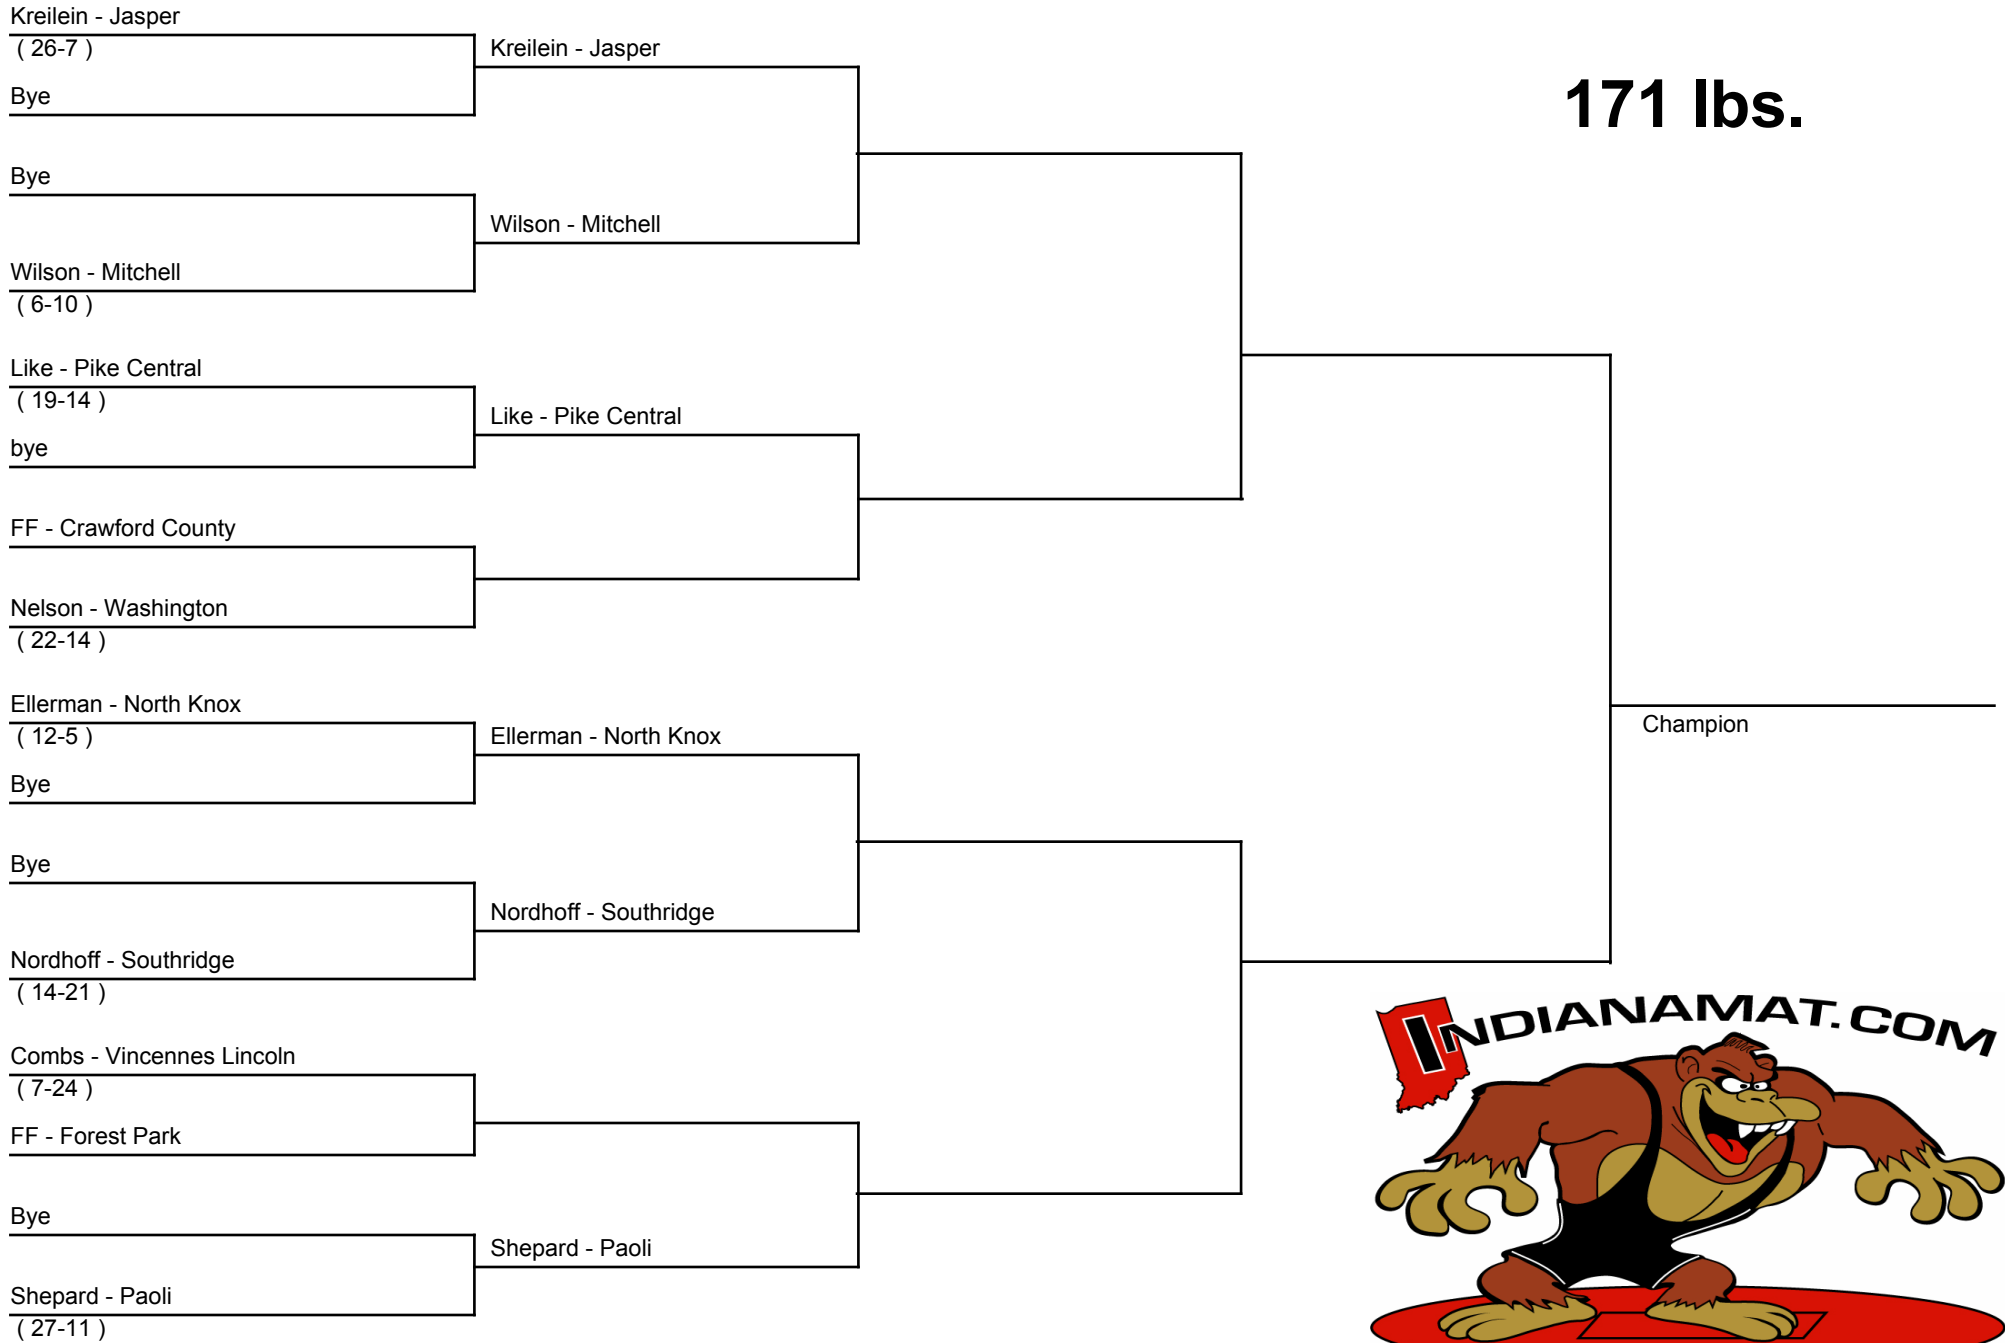 Kreilein - Jasper
( 26-7 )
Kreilein - Jasper
171 lbs.
Bye
Bye
Wilson - Mitchell
Wilson - Mitchell
( 6-10 )
Like - Pike Central
( 19-14 )
Like - Pike Central
bye
FF - Crawford County
Nelson - Washington
( 22-14 )
Ellerman - North Knox
( 12-5 )
Ellerman - North Knox
Champion
Bye
Bye
Nordhoff - Southridge
Nordhoff - Southridge
( 14-21 )
INDIANAMAT.COM
Combs - Vincennes Lincoln
( 7-24 )
FF - Forest Park
Bye
Shepard - Paoli
Shepard - Paoli
( 27-11 )